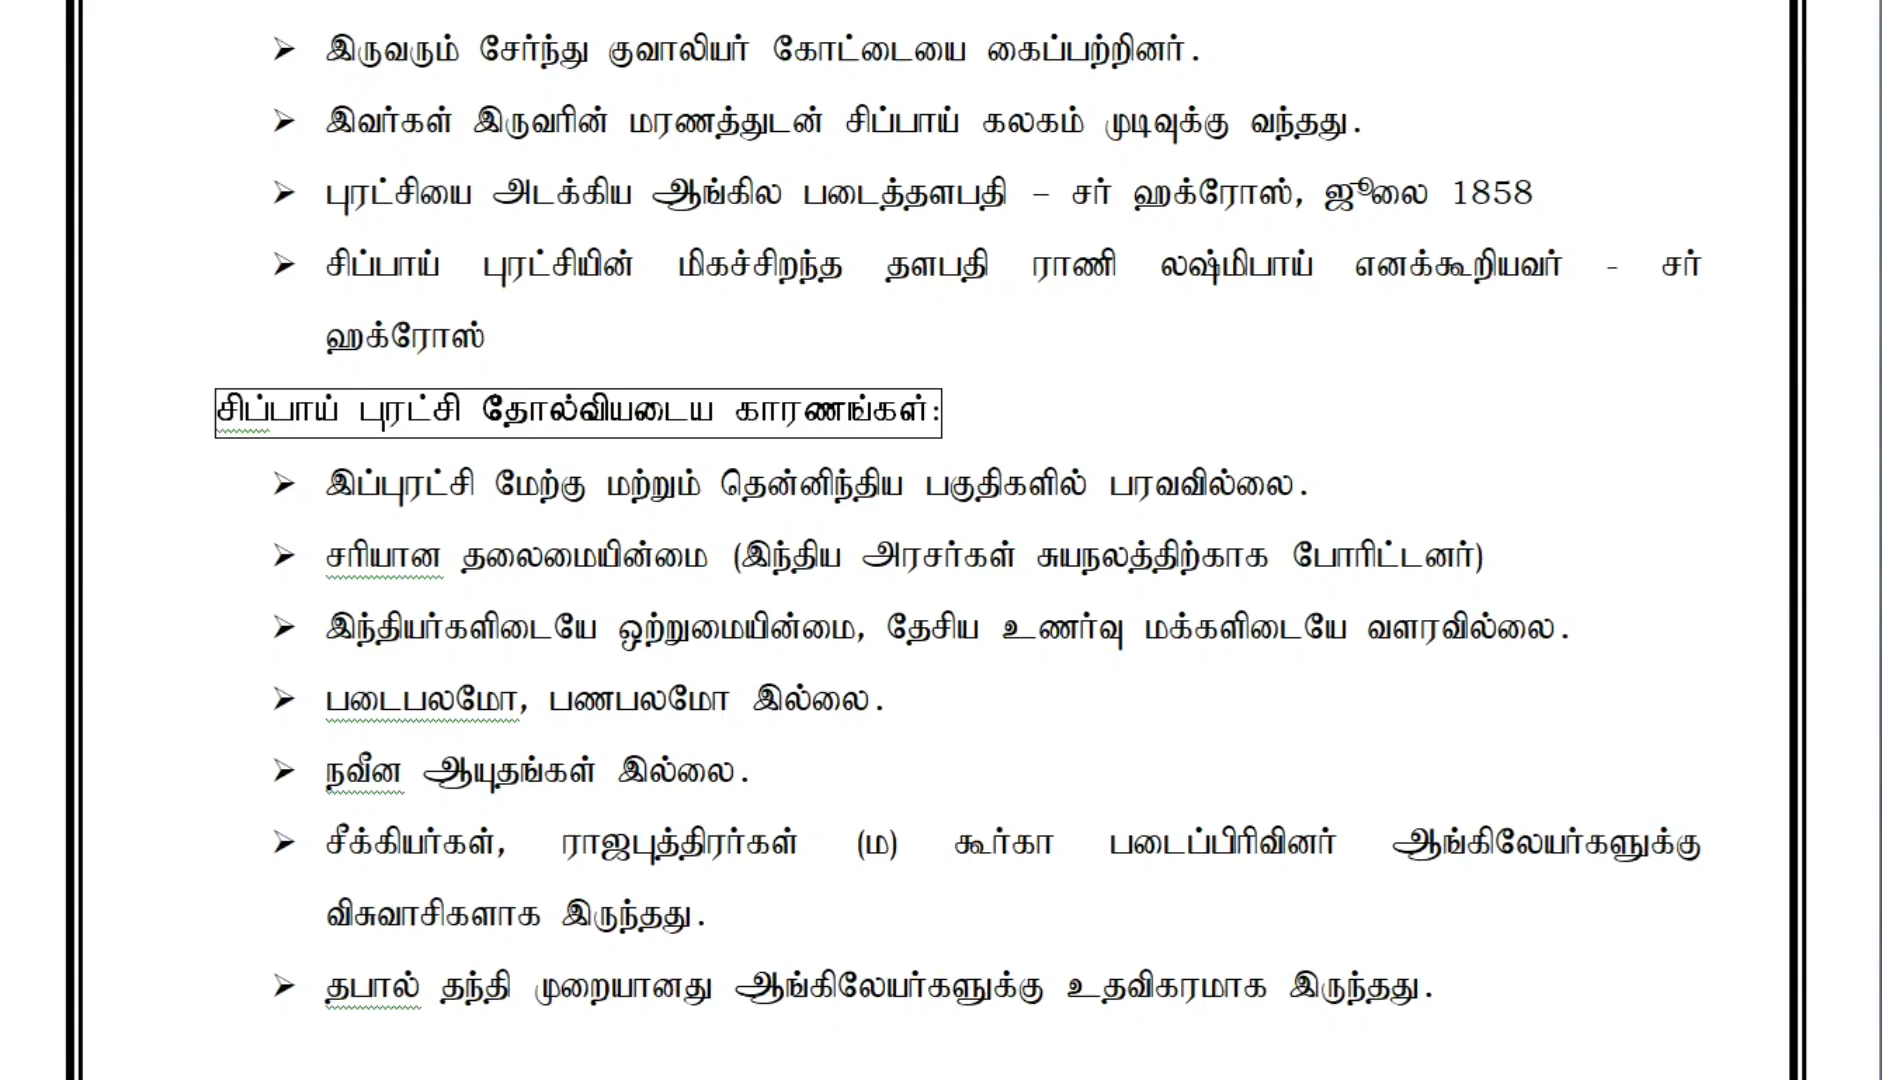 ➢ இருவரும் சேர்ந்து குவாலியர் கோட்டையை கைப்பற்றினர்.
➢ இவர்கள் இருவரின் மரணத்துடன் சிப்பாய் கலகம் முடிவுக்கு வந்தது.
➢ புரட்சியை அடக்கிய ஆங்கில படைத்தளபதி – சர் ஹக்ரோஸ், ஜூலை 1858
➢ சிப்பாய் புரட்சியின் மிகச்சிறந்த தளபதி ராணி லஷ்மிபாய் எனக்கூறியவர் - சர்
ஹக்ரோஸ்
சிப்பாய் புரட்சி தோல்வியடைய காரணங்கள்:
➢ இப்புரட்சி மேற்கு மற்றும் தென்னிந்திய பகுதிகளில் பரவவில்லை.
➢ சரியான தலைமையின்மை (இந்திய அரசர்கள் சுயநலத்திற்காக போரிட்டனர்)
➢ இந்தியர்களிடையே ஒற்றுமையின்மை, தேசிய உணர்வு மக்களிடையே வளரவில்லை.
➢ படைபலமோ, பணபலமோ இல்லை.
➢ நவீன ஆயுதங்கள் இல்லை.
➢ சீக்கியர்கள், ராஜபுத்திரர்கள் (ம) கூர்கா படைப்பிரிவினர் ஆங்கிலேயர்களுக்கு
விசுவாசிகளாக இருந்தது.
➢ தபால் தந்தி முறையானது ஆங்கிலேயர்களுக்கு உதவிகரமாக இருந்தது.